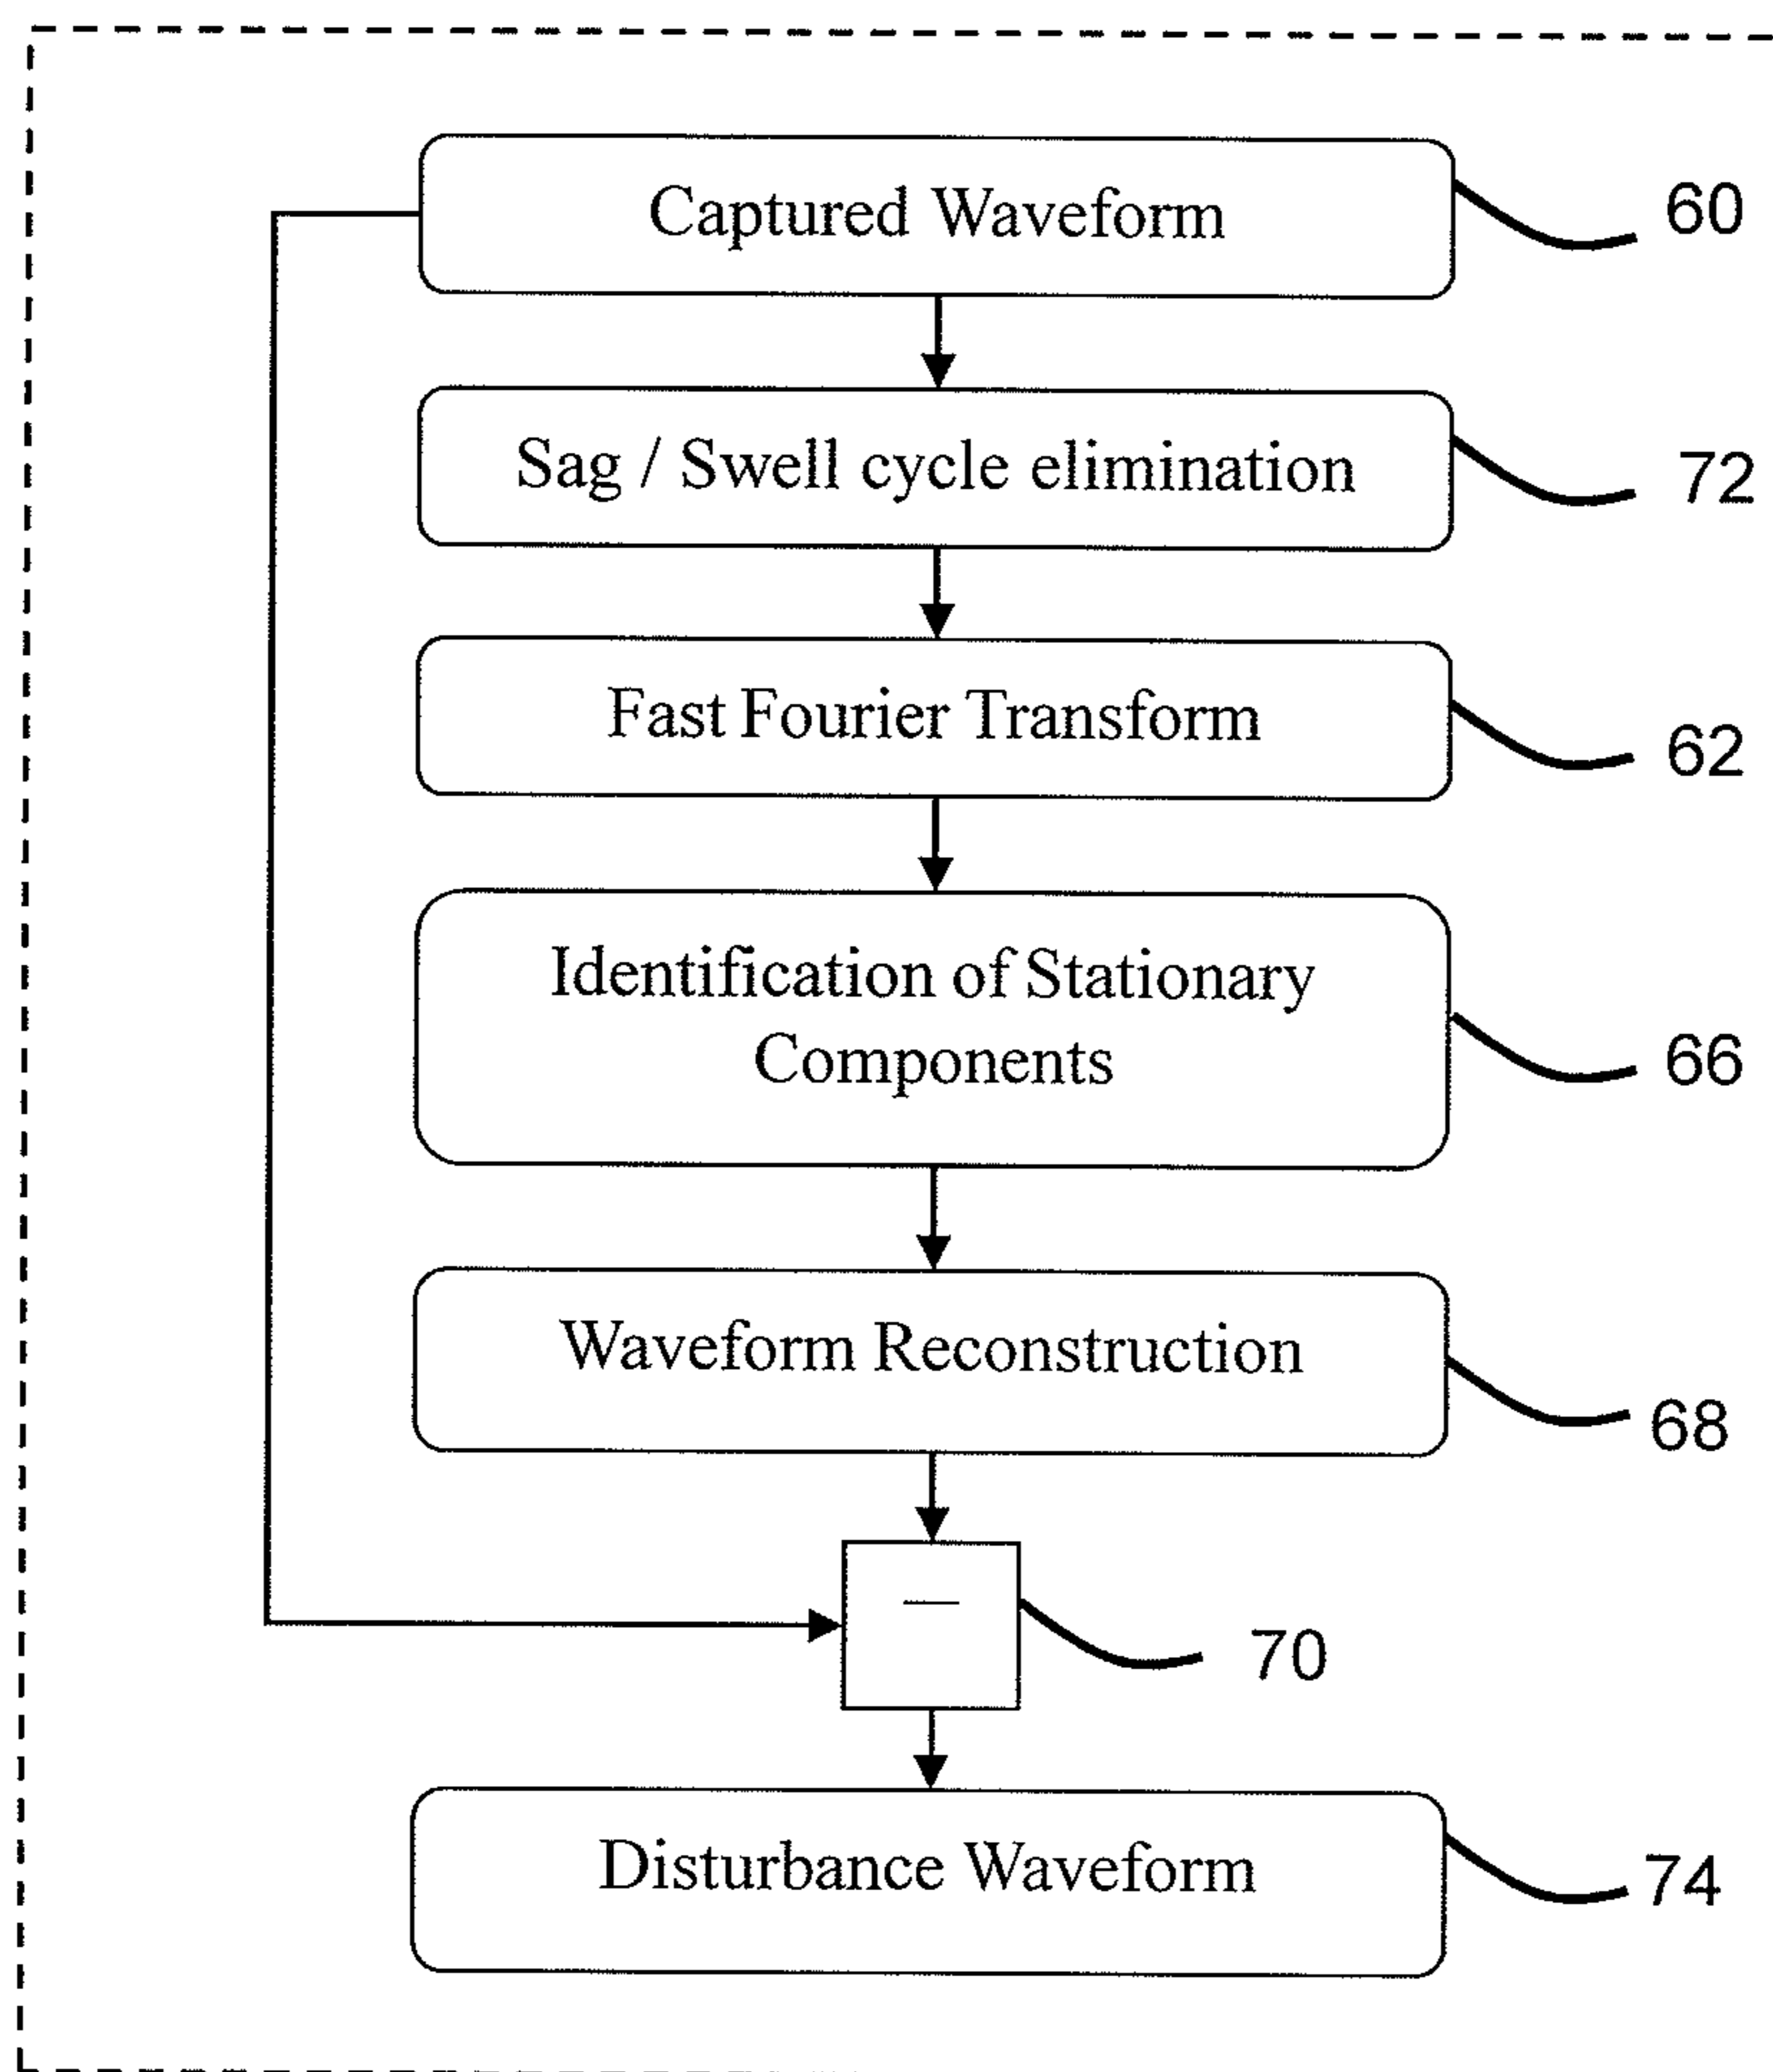 Captured Waveform
60
Sag / Swell cycle elimination
72
Fast Fourier Transform
62
Identification of Stationary
Components
66
Waveform Reconstruction
68
—
70
Disturbance Waveform
74